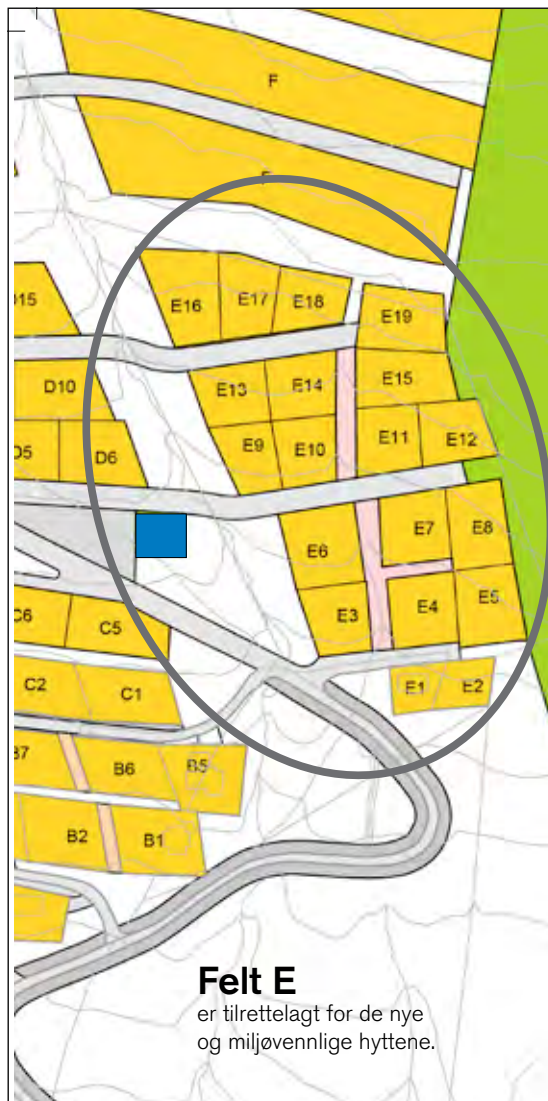 F
E16
E17
E18
E19
D15
E13
E14
E15
D10
E9
E10
E11
E12
D5
D6
E6
E7
E8
E3
E4
E5
C6
C5
C2
C1
E1
E2
B7
B6
B5
B2
B1
Felt E
er tilrettelagt for de nye
og miljøvennlige hyttene.